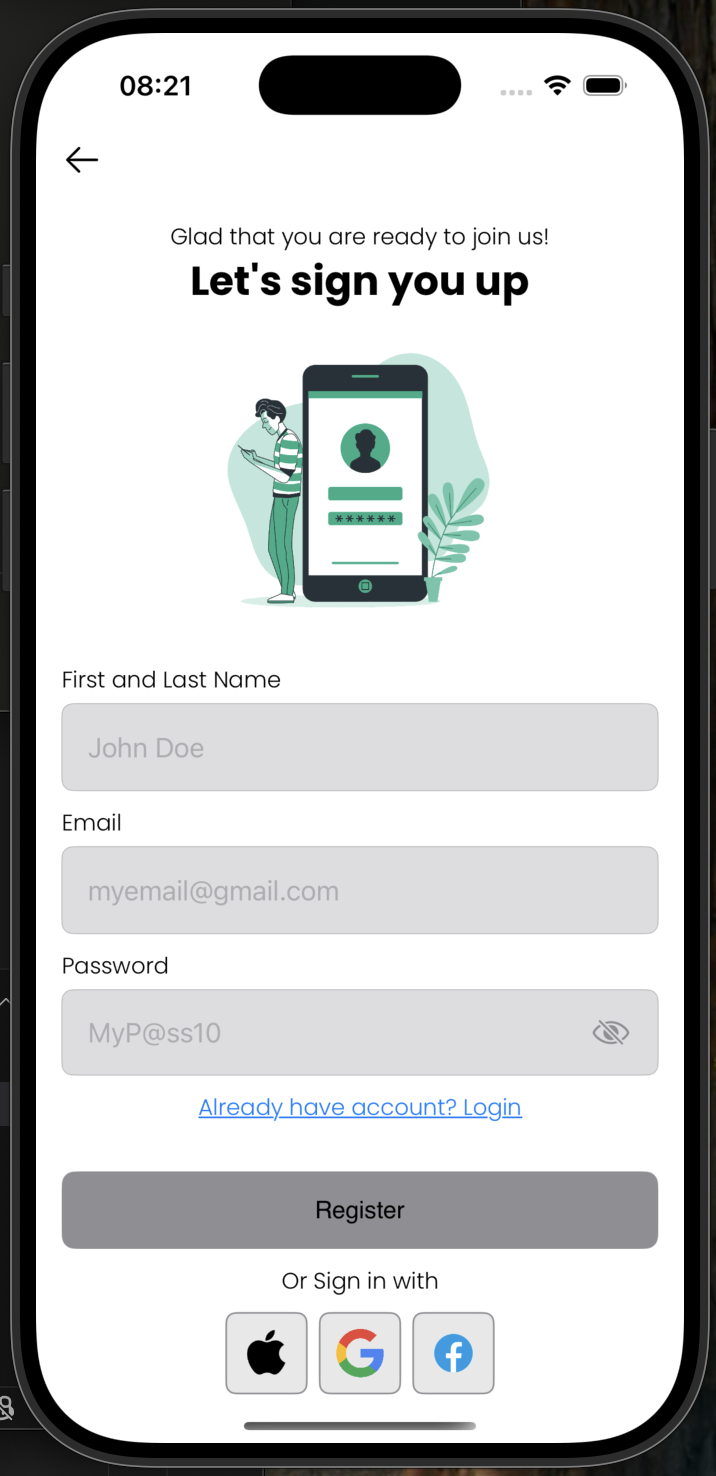 08:21
Glad that you are ready to join us!
Let's sign you up
******
First and Last Name
John Doe
Email
myemail@gmail.com
Password
MyP@ss10
Already have account? Login
Register
Or Sign in with